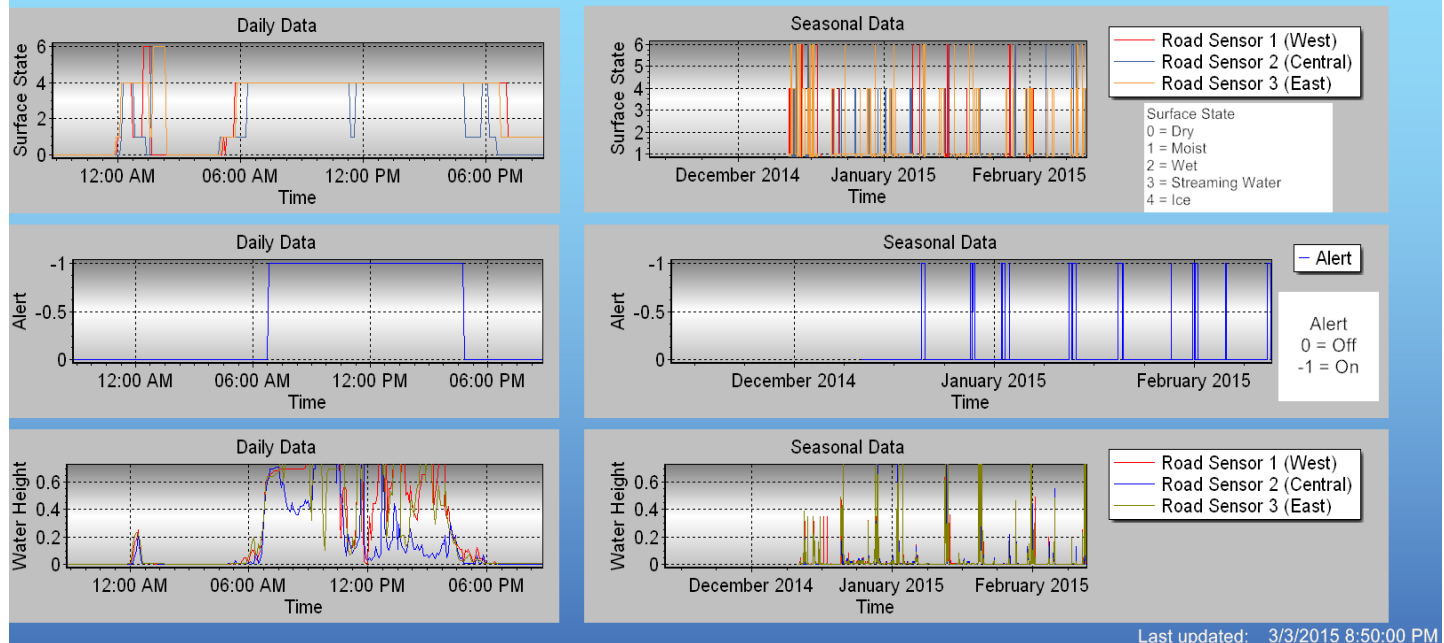 Daily Data
Surface State
6
4
2
0
12:00 AM 06:00 AM 12:00 PM 06:00 PM
Time
Seasonal Data
Surface State
6
5
4
3
2
1
December 2014 January 2015 February 2015
Time
Road Sensor 1 (West)
Road Sensor 2 (Central)
Road Sensor 3 (East)
Surface State
0 = Dry
1 = Moist
2 = Wet
3 = Streaming Water
4 = Ice
Daily Data
Alert
-1
-0.5
0
12:00 AM 06:00 AM 12:00 PM 06:00 PM
Time
Seasonal Data
Alert
-1
-0.5
0
December 2014 January 2015 February 2015
Time
Alert
Alert
0 = Off
-1 = On
Daily Data
Water Height
0.6
0.4
0.2
0
12:00 AM 06:00 AM 12:00 PM 06:00 PM
Time
Seasonal Data
Water Height
0.6
0.4
0.2
0
December 2014 January 2015 February 2015
Time
Road Sensor 1 (West)
Road Sensor 2 (Central)
Road Sensor 3 (East)
Last updated: 3/3/2015 8:50:00 PM